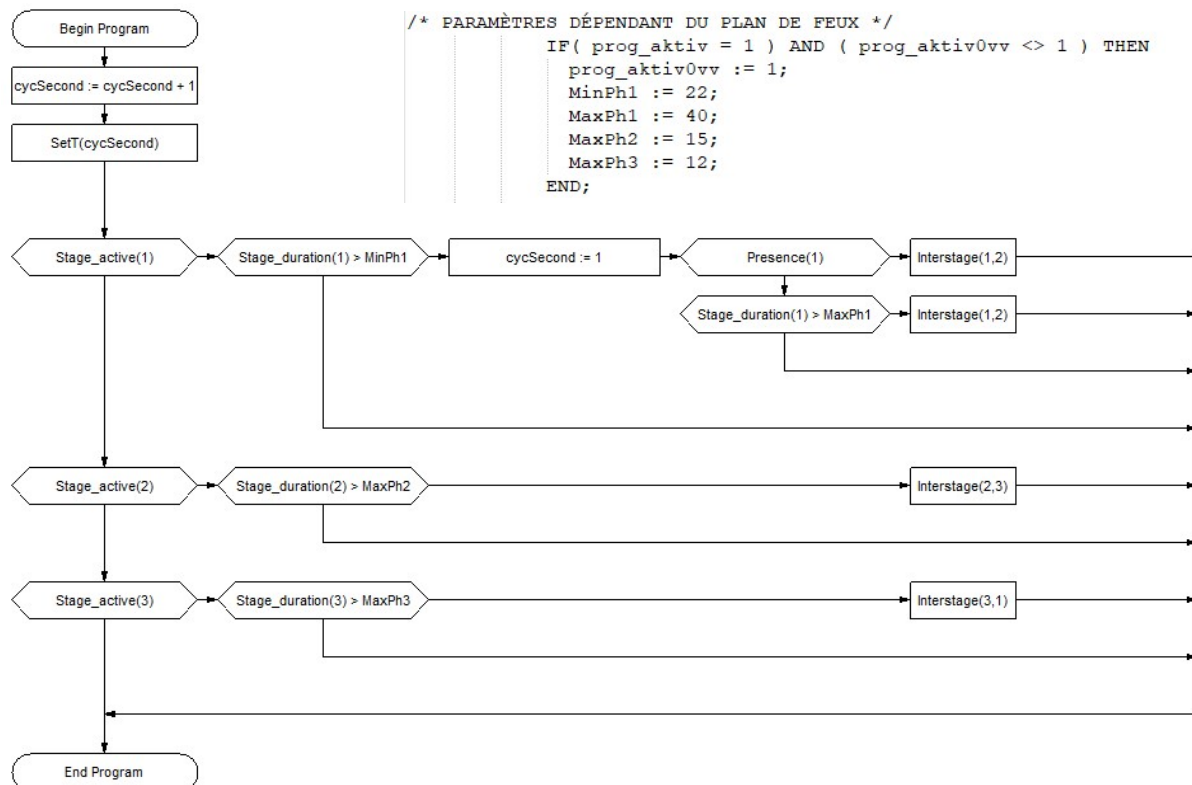 Begin Program
/* PARAMÈTRES DÉPENDANT DU PLAN DE FEUX */
IF( prog_aktiv = 1 ) AND ( prog_aktiv0vv <> 1 ) THEN
prog_aktiv0vv := 1;
MinPh1 := 22;
MaxPh1 := 40;
MaxPh2 := 15;
MaxPh3 := 12;
END;
cycSecond := cycSecond + 1
SetT(cycSecond)
Stage_active(1)
Stage_duration(1) > MinPh1
cycSecond := 1
Presence(1)
Interstage(1,2)
Stage_duration(1) > MaxPh1
Interstage(1,2)
Stage_active(2)
Stage_duration(2) > MaxPh2
Interstage(2,3)
Stage_active(3)
Stage_duration(3) > MaxPh3
Interstage(3,1)
End Program